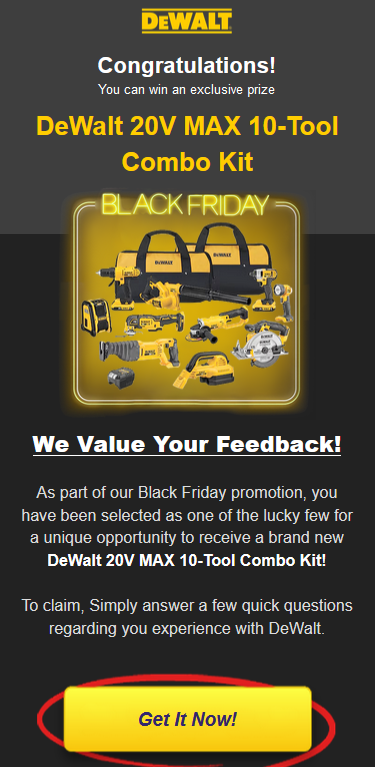 DEWALT
Congratulations!
You can win an exclusive prize
DeWalt 20V MAX 10-Tool
Combo Kit
BLACK FRIDAY
DEWALT
We Value Your Feedback!
As part of our Black Friday promotion, you
have been selected as one of the lucky few for
a unique opportunity to receive a brand new
DeWalt 20V MAX 10-Tool Combo Kit!
To claim, Simply answer a few quick questions
regarding you experience with DeWalt.
Get It Now!